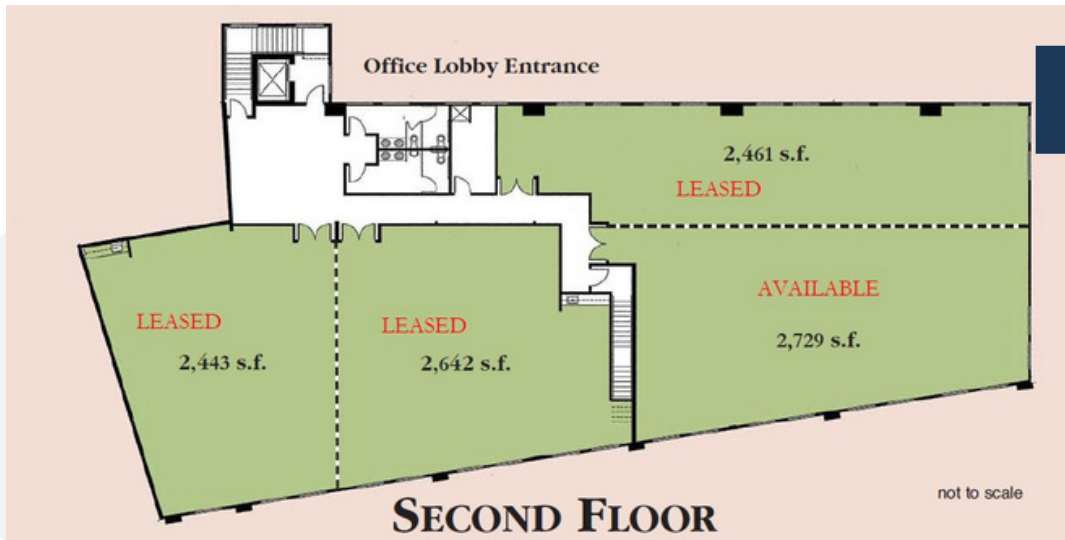 Office Lobby Entrance
2,461 s.f.
LEASED
AVAILABLE
2,729 s.f.
LEASED
2,443 s.f.
LEASED
2,642 s.f.
not to scale
SECOND FLOOR